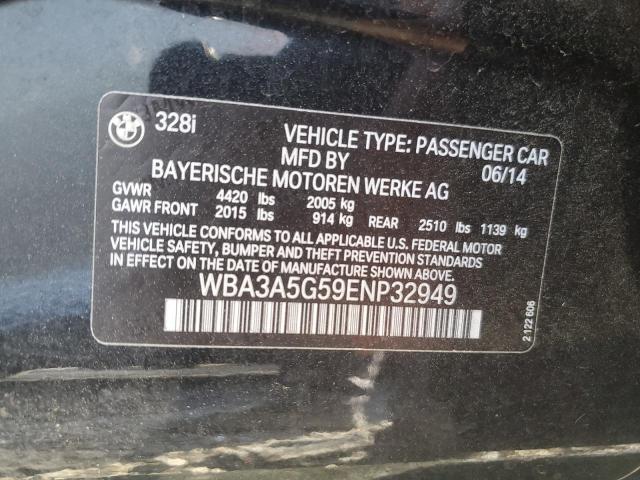 BMW 328i
VEHICLE TYPE: PASSENGER CAR
MFD BY 06/14
BAYERISCHE MOTOREN WERKE AG
GVWR 4420 lbs 2005 kg
GAWR FRONT 2015 lbs 914 kg REAR 2510 lbs 1139 kg
THIS VEHICLE CONFORMS TO ALL APPLICABLE U.S. FEDERAL MOTOR
VEHICLE SAFETY, BUMPER AND THEFT PREVENTION STANDARDS
IN EFFECT ON THE DATE OF MANUFACTURE SHOWN ABOVE.
WBA3A5G59ENP32949
2 122 606